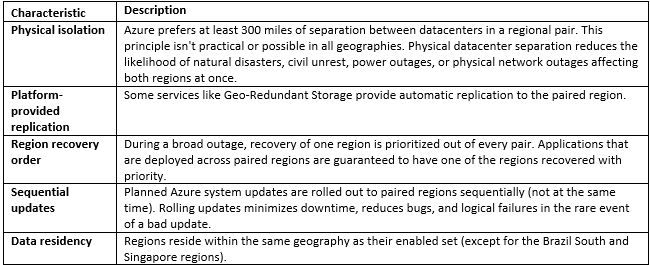 Characteristic Description
Physical isolation Azure prefers at least 300 miles of separation between datacenters in a regional pair. This
principle isn't practical or possible in all geographies. Physical datacenter separation reduces the
likelihood of natural disasters, civil unrest, power outages, or physical network outages affecting
both regions at once.
Platform-
provided
replication
Some services like Geo-Redundant Storage provide automatic replication to the paired region.
Region recovery
order
During a broad outage, recovery of one region is prioritized out of every pair. Applications that
are deployed across paired regions are guaranteed to have one of the regions recovered with
priority.
Sequential
updates
Planned Azure system updates are rolled out to paired regions sequentially (not at the same
time). Rolling updates minimizes downtime, reduces bugs, and logical failures in the rare event
of a bad update.
Data residency Regions reside within the same geography as their enabled set (except for the Brazil South and
Singapore regions).